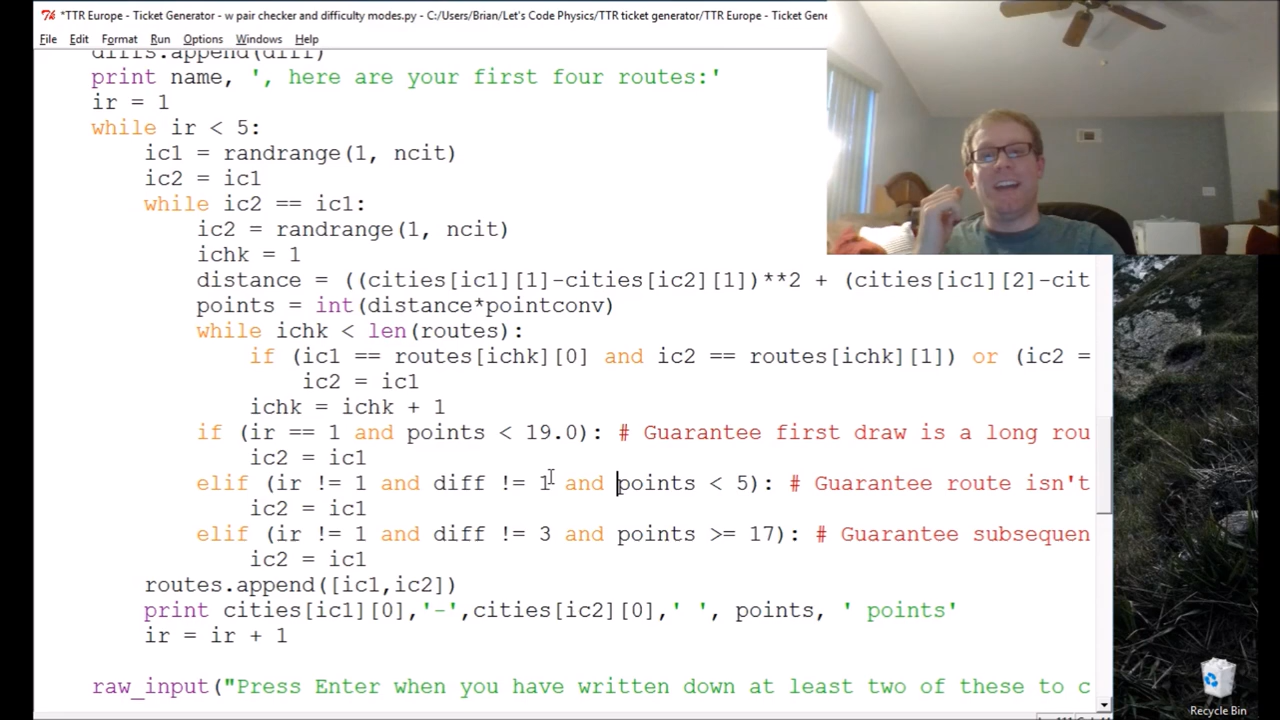 *TTR Europe - Ticket Generator - w pair checker and difficulty modes.py - C:/Users/Brian/Let's Code Physics/TTR ticket generator/TTR Europe - Ticket Gene
File Edit Format Run Options Windows Help
diffs.append(diff)
print name, ', here are your first four routes:'
ir = 1
while ir < 5:
ic1 = randrange(1, ncit)
ic2 = ic1
while ic2 == ic1:
ic2 = randrange(1, ncit)
ichk = 1
distance = ((cities[ic1][1]-cities[ic2][1])**2 + (cities[ic1][2]-cit
points = int(distance*pointconv)
while ichk < len(routes):
if (ic1 == routes[ichk][0] and ic2 == routes[ichk][1]) or (ic2 =
ic2 = ic1
ichk = ichk + 1
if (ir == 1 and points < 19.0): # Guarantee first draw is a long rou
ic2 = ic1
elif (ir != 1 and diff != 1 and points < 5): # Guarantee route isn't
ic2 = ic1
elif (ir != 1 and diff != 3 and points >= 17): # Guarantee subsequen
ic2 = ic1
routes.append([ic1,ic2])
print cities[ic1][0],'-',cities[ic2][0],' ', points, ' points'
ir = ir + 1
raw_input("Press Enter when you have written down at least two of these to c
Recycle Bin